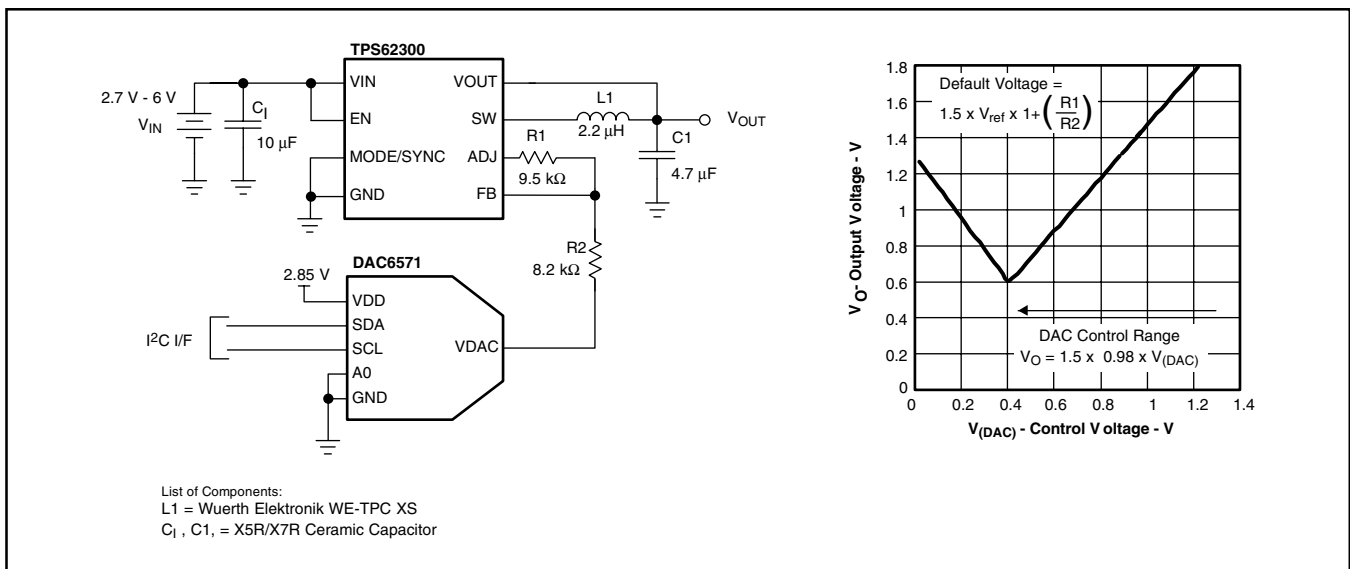 TPS62300
VIN
EN
MODE/SYNC
GND
VOUT
SW
ADJ
FB
2.7 V - 6 V
VIN
CI
10 µF
L1
2.2 µH
R1
9.5 kΩ
VOUT
C1
4.7 µF
R2
8.2 kΩ
DAC6571
2.85 V
VDD
SDA
SCL
A0
GND
VDAC
I2C I/F
List of Components:
L1 = Wuerth Elektronik WE-TPC XS
CI , C1, = X5R/X7R Ceramic Capacitor
VO- Output Voltage - V
1.8
1.6
1.4
1.2
1
0.8
0.6
0.4
0.2
0
Default Voltage =
1.5 x Vref x 1+(R1/R2)
DAC Control Range
VO = 1.5 x 0.98 x V(DAC)
0 0.2 0.4 0.6 0.8 1 1.2 1.4
V(DAC) - Control Voltage - V